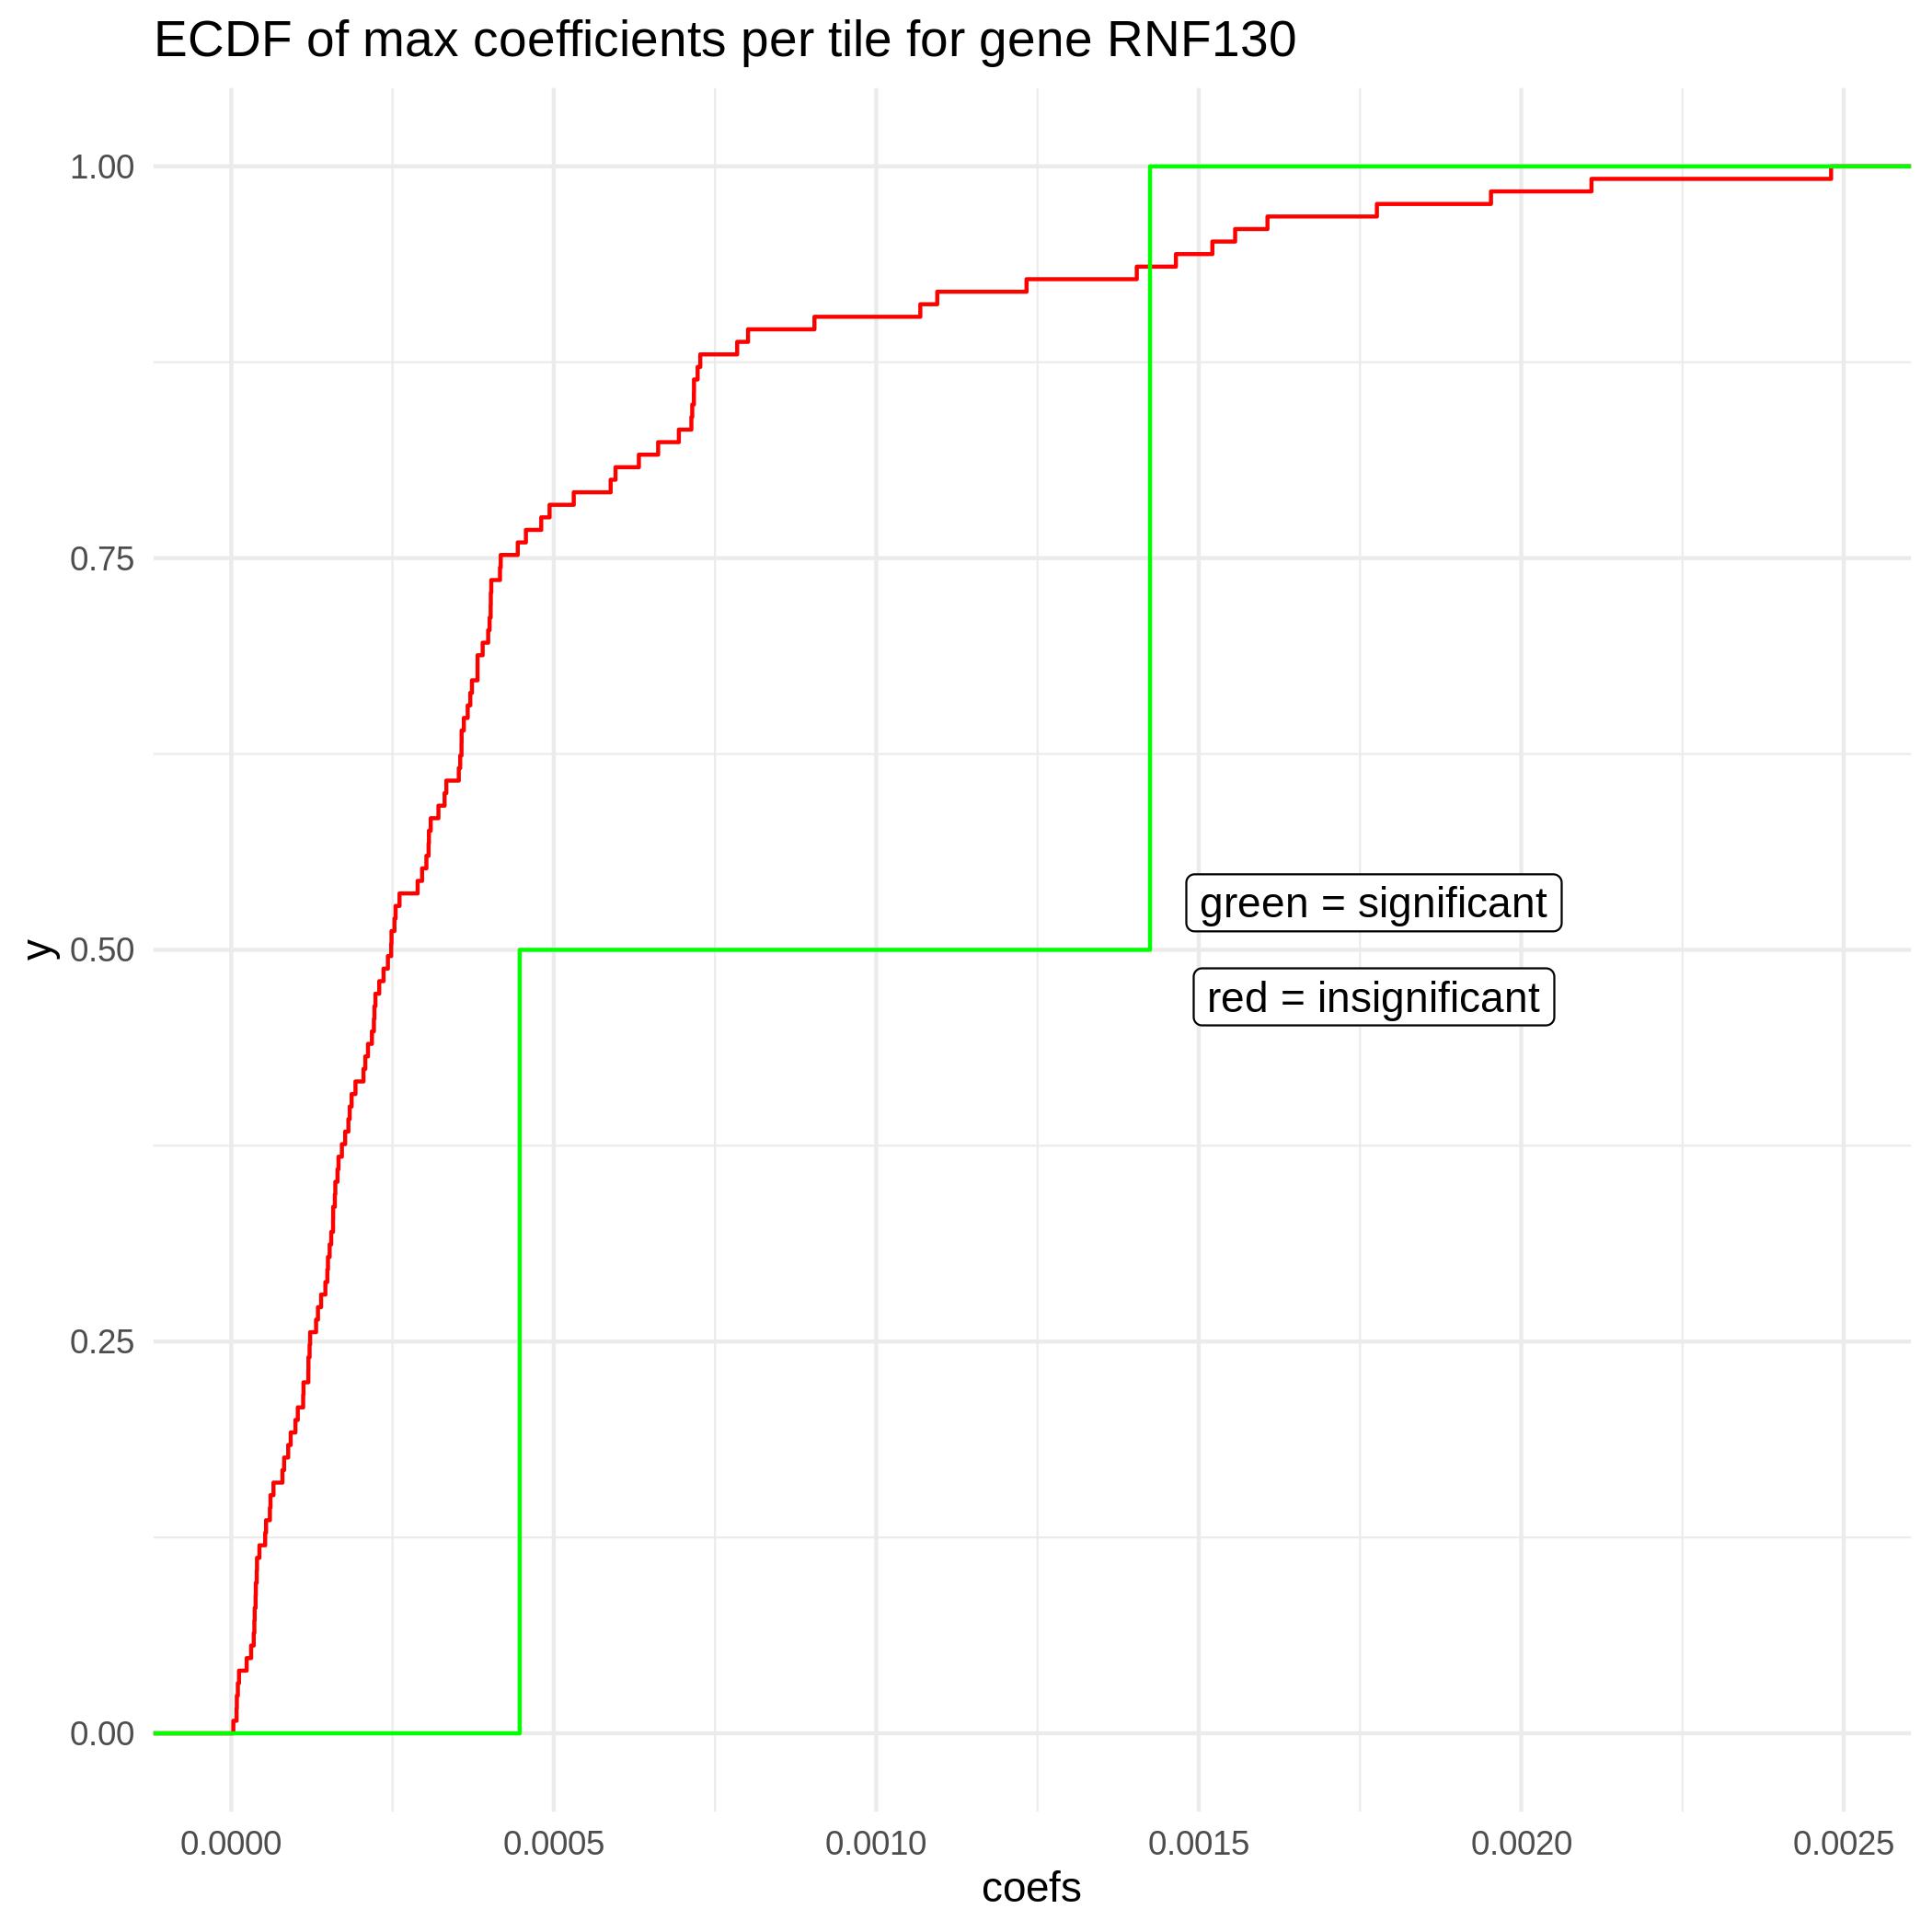 ECDF of max coefficients per tile for gene RNF130
1.00
0.75
0.50
0.25
0.00
y
green = significant
red = insignificant
0.0000 0.0005 0.0010 0.0015 0.0020 0.0025
coefs